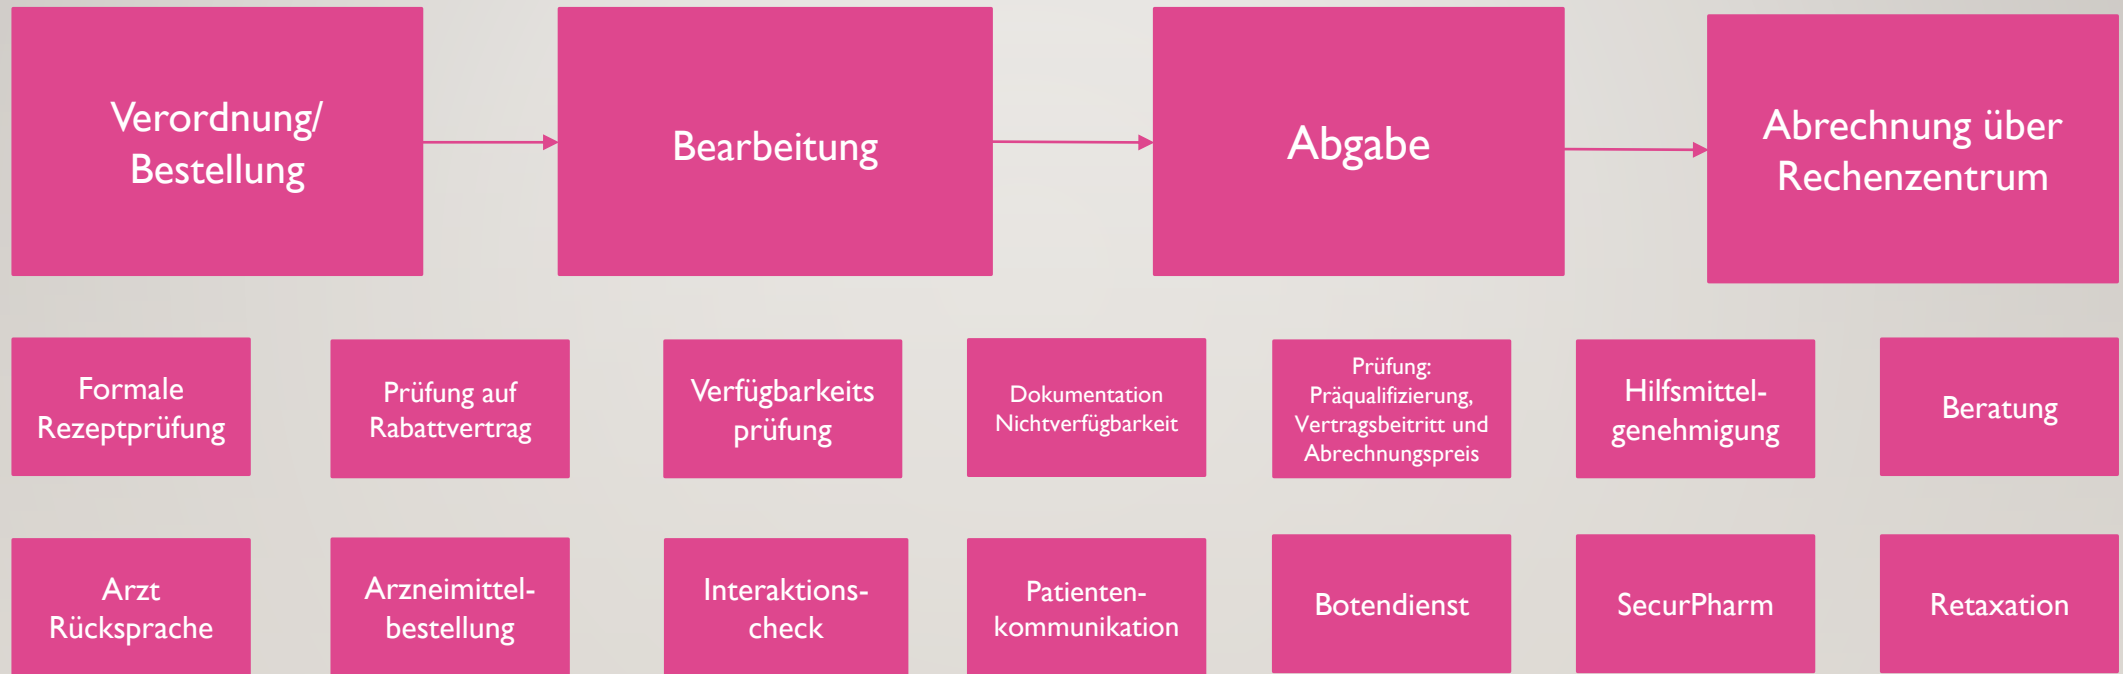 Verordnung/
Bestellung
Bearbeitung
Abgabe
Abrechnung über
Rechenzentrum
Formale
Rezeptprüfung
Prüfung auf
Rabattvertrag
Verfügbarkeits
prüfung
Dokumentation
Nichtverfügbarkeit
Prüfung:
Präqualifizierung,
Vertragsbeitritt und
Abrechnungspreis
Hilfsmittel-
genehmigung
Beratung
Arzt
Rücksprache
Arzneimittel-
bestellung
Interaktions-
check
Patienten-
kommunikation
Botendienst
SecurPharm
Retaxation